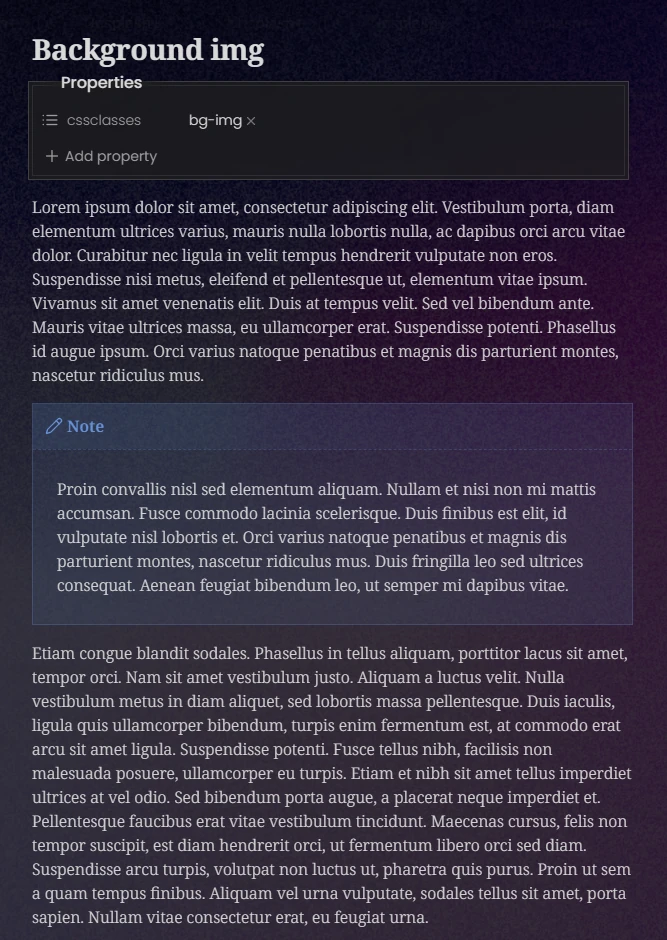 Background img
Properties
cssclasses bg-img ×
+ Add property
Lorem ipsum dolor sit amet, consectetur adipiscing elit. Vestibulum porta, diam
elementum ultrices varius, mauris nulla lobortis nulla, ac dapibus orci arcu vitae
dolor. Curabitur nec ligula in velit tempus hendrerit vulputate non eros.
Suspendisse nisi metus, eleifend et pellentesque ut, elementum vitae ipsum.
Vivamus sit amet venenatis elit. Duis at tempus velit. Sed vel bibendum ante.
Mauris vitae ultrices massa, eu ullamcorper erat. Suspendisse potenti. Phasellus
id augue ipsum. Orci varius natoque penatibus et magnis dis parturient montes,
nascetur ridiculus mus.
Note
Proin convallis nisl sed elementum aliquam. Nullam et nisi non mi mattis
accumsan. Fusce commodo lacinia scelerisque. Duis finibus est elit, id
vulputate nisl lobortis et. Orci varius natoque penatibus et magnis dis
parturient montes, nascetur ridiculus mus. Duis fringilla leo sed ultrices
consequat. Aenean feugiat bibendum leo, ut semper mi dapibus vitae.
Etiam congue blandit sodales. Phasellus in tellus aliquam, porttitor lacus sit amet,
tempor orci. Nam sit amet vestibulum justo. Aliquam a luctus velit. Nulla
vestibulum metus in diam aliquet, sed lobortis massa pellentesque. Duis iaculis,
ligula quis ullamcorper bibendum, turpis enim fermentum est, at commodo erat
arcu sit amet ligula. Suspendisse potenti. Fusce tellus nibh, facilisis non
malesuada posuere, ullamcorper eu turpis. Etiam et nibh sit amet tellus imperdiet
ultrices at vel odio. Sed bibendum porta augue, a placerat neque imperdiet et.
Pellentesque faucibus erat vitae vestibulum tincidunt. Maecenas cursus, felis non
tempor suscipit, est diam hendrerit orci, ut fermentum libero orci sed diam.
Suspendisse arcu turpis, volutpat non luctus ut, pharetra quis purus. Proin ut sem
a quam tempus finibus. Aliquam vel urna vulputate, sodales tellus sit amet, porta
sapien. Nullam vitae consectetur erat, eu feugiat urna.